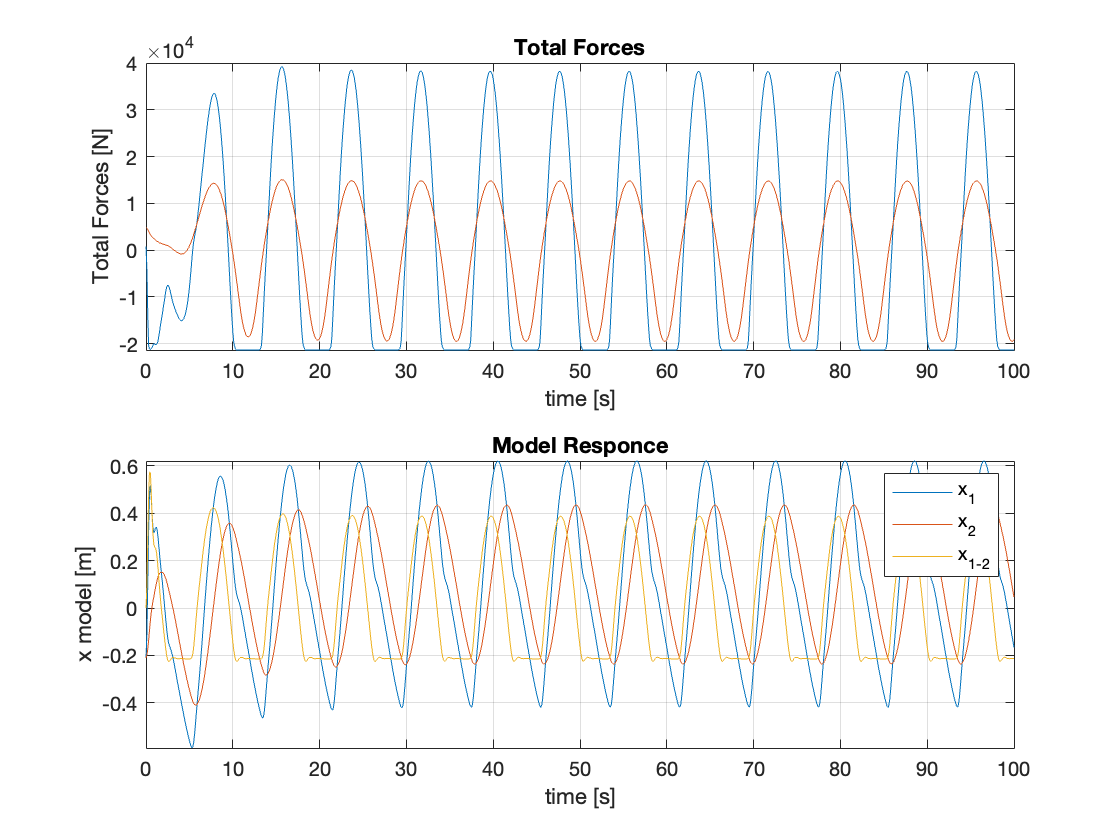 ×10⁴
Total Forces
4
3
2
1
0
-1
-2
Total Forces [N]
0 10 20 30 40 50 60 70 80 90 100
time [s]
Model Responce
0.6
0.4
0.2
0
-0.2
-0.4
x model [m]
x₁
x₂
x₁₋₂
0 10 20 30 40 50 60 70 80 90 100
time [s]